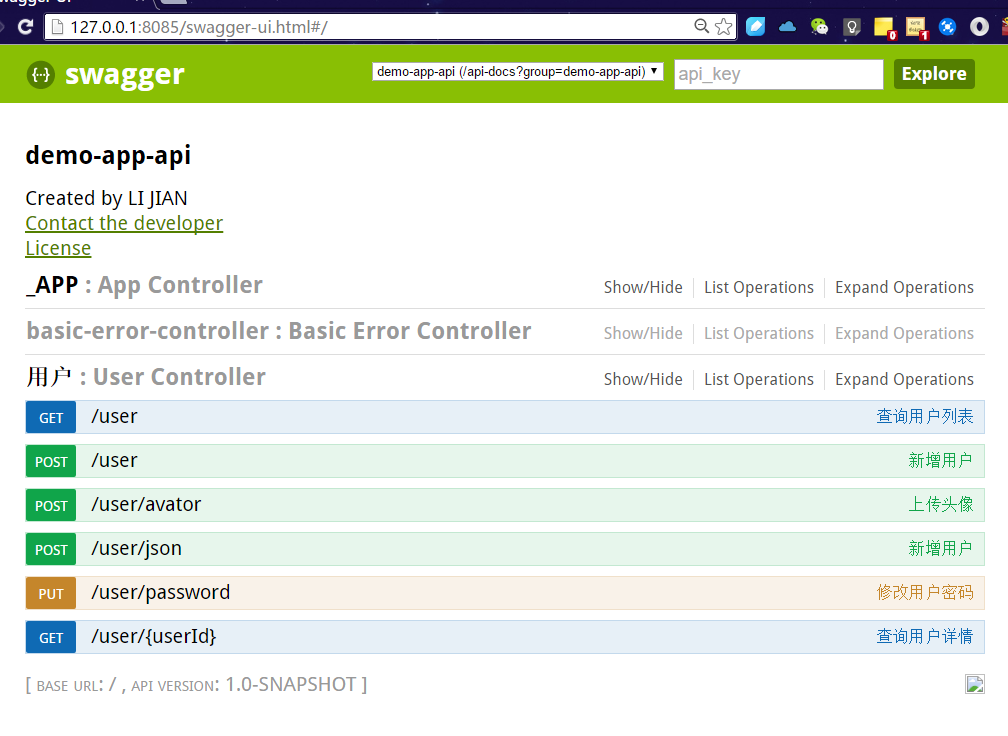 127.0.0.1:8085/swagger-ui.html#/
0
1
swagger
demo-app-api (/api-docs?group=demo-app-api)
api_key
Explore
demo-app-api
Created by LI JIAN
Contact the developer
License
_APP : App Controller Show/Hide List Operations Expand Operations
basic-error-controller : Basic Error Controller Show/Hide List Operations Expand Operations
用户 : User Controller Show/Hide List Operations Expand Operations
GET /user 查询用户列表
POST /user 新增用户
POST /user/avator 上传头像
POST /user/json 新增用户
PUT /user/password 修改用户密码
GET /user/{userId} 查询用户详情
[ BASE URL: / , API VERSION: 1.0-SNAPSHOT ]